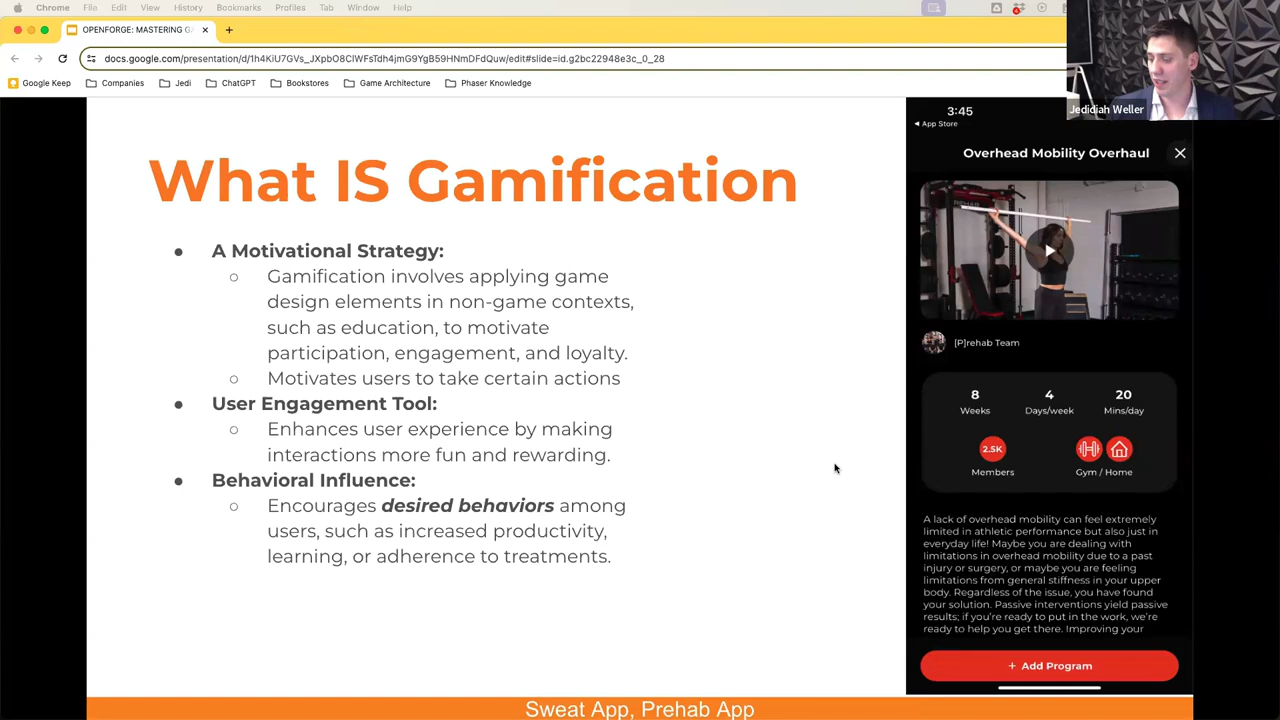 Chrome File Edit View History Bookmarks Profiles Tab Window Help
OPENFORGE: MASTERING GA
docs.google.com/presentation/d/1h4KiU7GVs_JXpbO8ClWFsTdh4jmG9YgB59HNmDFdQuw/edit#slide=id.g2bc22948e3c_0_28
Google Keep Companies Jedi ChatGPT Bookstores Game Architecture Phaser Knowledge
Jedidiah Weller
What IS Gamification
● A Motivational Strategy:
○ Gamification involves applying game
design elements in non-game contexts,
such as education, to motivate
participation, engagement, and loyalty.
○ Motivates users to take certain actions
● User Engagement Tool:
○ Enhances user experience by making
interactions more fun and rewarding.
● Behavioral Influence:
○ Encourages desired behaviors among
users, such as increased productivity,
learning, or adherence to treatments.
3:45
App Store
Overhead Mobility Overhaul
[P]rehab Team
8 4 20
Weeks Days/week Mins/day
2.5K
Members Gym / Home
A lack of overhead mobility can feel extremely
limited in athletic performance but also just in
everyday life! Maybe you are dealing with
limitations in overhead mobility due to a past
injury or surgery, or maybe you are feeling
limitations from general stiffness in your upper
body. Regardless of the issue, you have found
your solution. Passive interventions yield passive
results; if you're ready to put in the work, we're
ready to help you get there. Improving your
+ Add Program
Sweat App, Prehab App